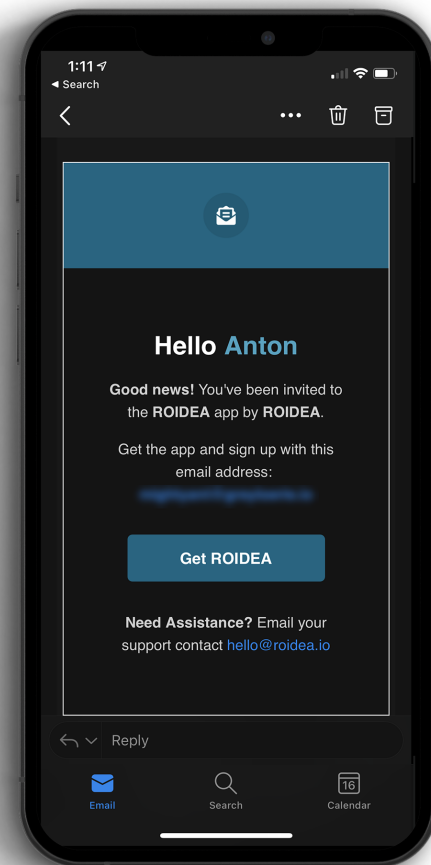 1:11
◄ Search
Hello Anton
Good news! You've been invited to
the ROIDEA app by ROIDEA.
Get the app and sign up with this
email address:
Get ROIDEA
Need Assistance? Email your
support contact hello@roidea.io
Reply
Email
Search
16
Calendar